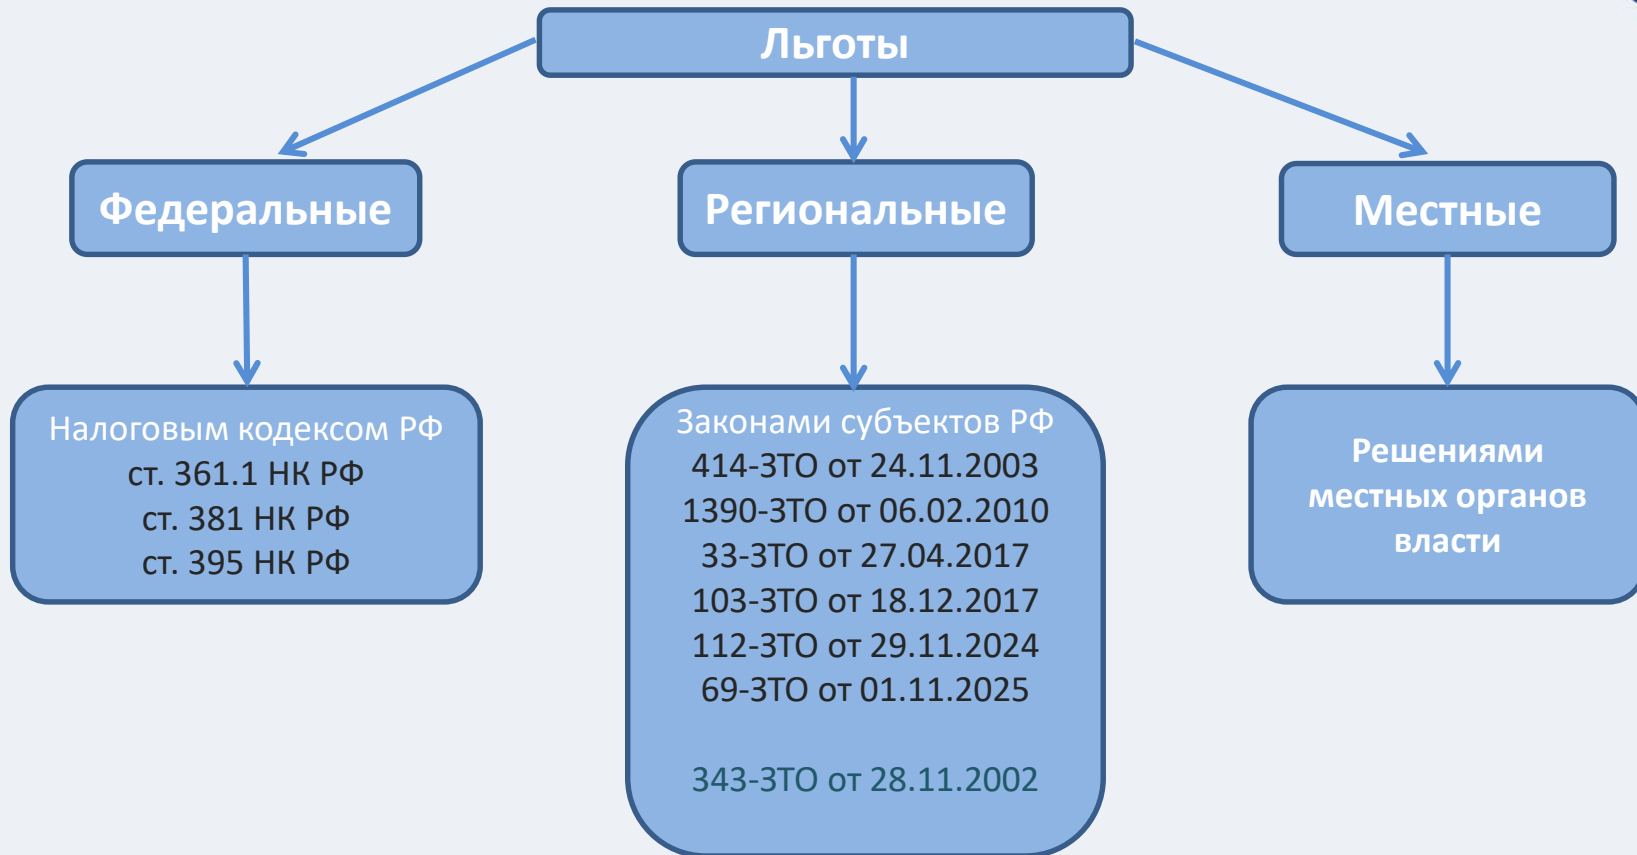 Льготы
Федеральные
Региональные
Местные
Налоговым кодексом РФ
ст. 361.1 НК РФ
ст. 381 НК РФ
ст. 395 НК РФ
Законами субъектов РФ
414-ЗТО от 24.11.2003
1390-ЗТО от 06.02.2010
33-ЗТО от 27.04.2017
103-ЗТО от 18.12.2017
112-ЗТО от 29.11.2024
69-ЗТО от 01.11.2025
343-ЗТО от 28.11.2002
Решениями
местных органов
власти